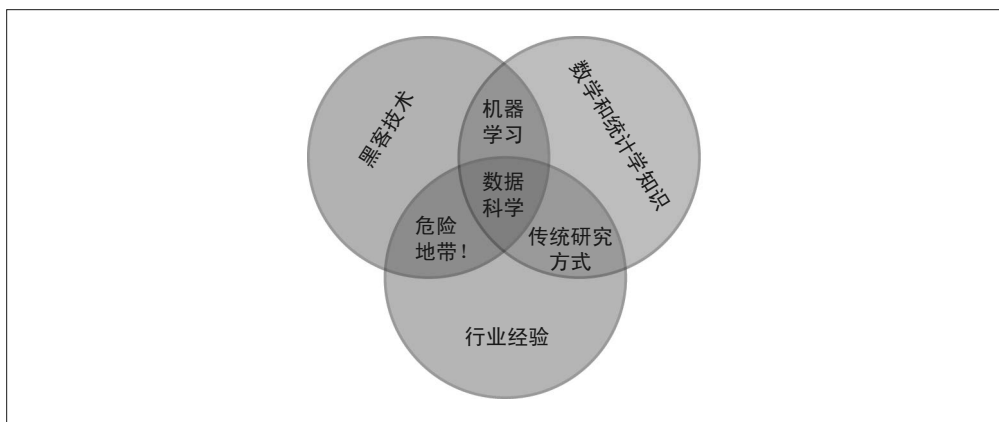 黑客技术
数学和统计学知识
机器
学习
数据
科学
危险
地带！
传统研究
方式
行业经验